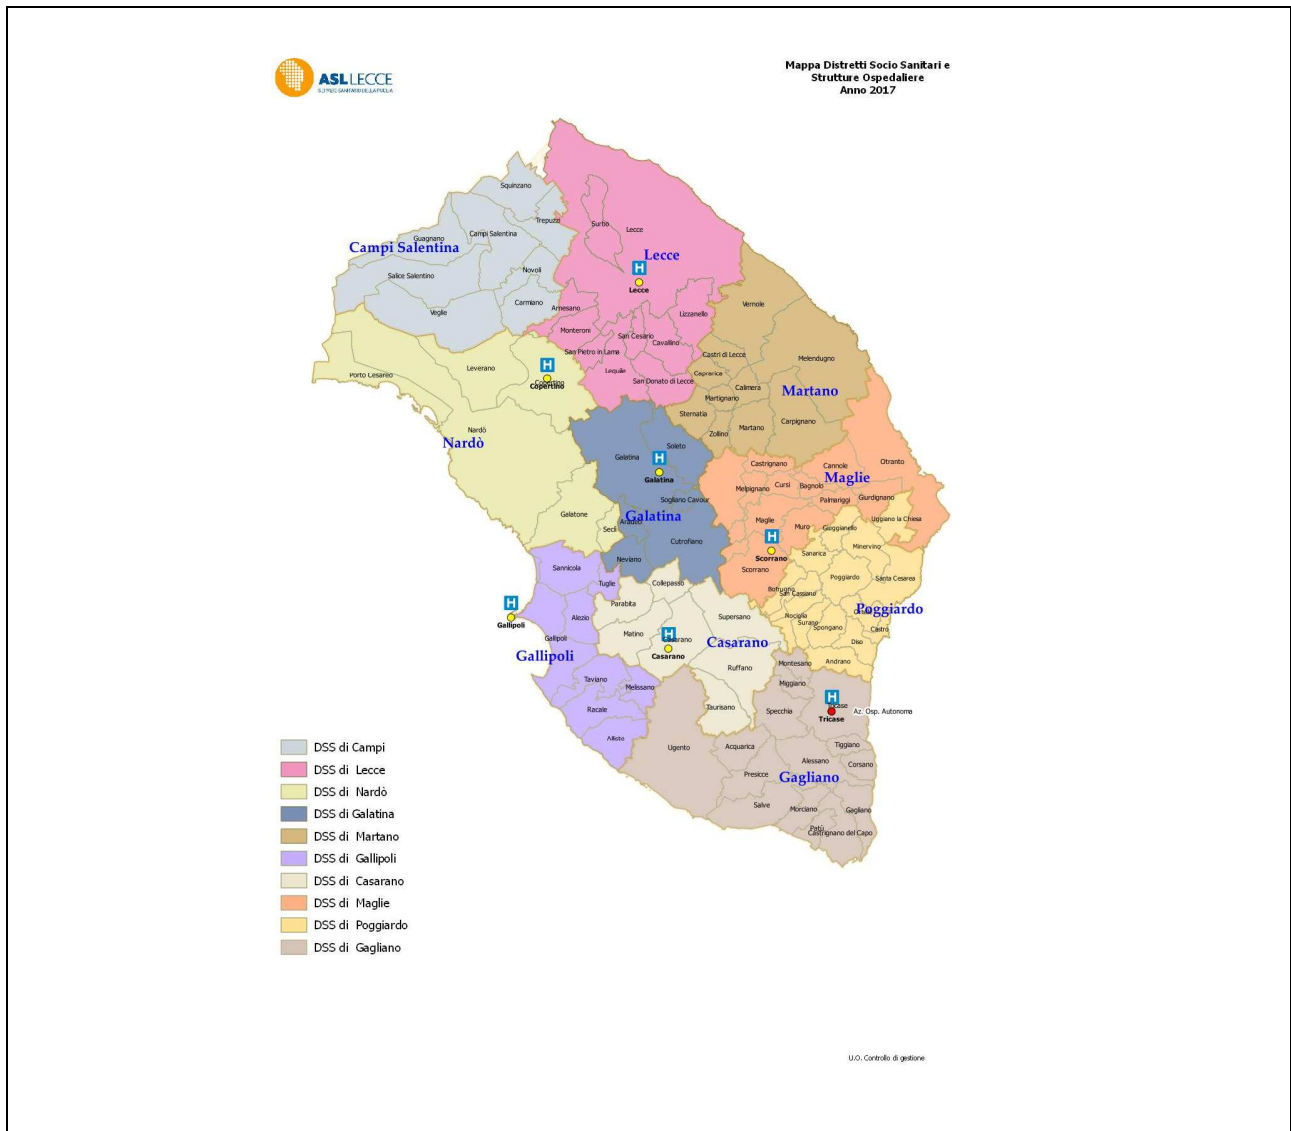 ASL LECCE
SERVIZIO SANITARIO DELLA PUGLIA
Mappa Distretti Socio Sanitari e
Strutture Ospedaliere
Anno 2017
Squinzano
Trepuzzi
Guagnano
Campi Salentina
Campi Salentina
Salice Salentino
Novoli
Veglie
Carmiano
Surbo
Lecce
Lecce
H
Lecce
Arnesano
Lizzanello
Monteroni
San Cesario
Cavallino
San Pietro in Lama
Lequile
San Donato di Lecce
Vernole
Melendugno
Castri di Lecce
Caprarica
Calimera
Martano
Martignano
Sternatia
Martano
Carpignano
Zollino
Porto Cesareo
Leverano
H
Copertino
Copertino
Nardò
Nardò
Galatone
Seclì
Soleto
Galatina
H
Galatina
Sogliano Cavour
Galatina
Aradeo
Cutrofiano
Neviano
Castrignano
Cannole
Otranto
Maglie
Melpignano
Cursi
Bagnolo
Palmariggi
Giurdignano
Uggiano la Chiesa
Maglie
Muro
Giuggianello
H
Scorrano
Scorrano
Sanarica
Minervino
Poggiardo
Santa Cesarea
Botrugno
San Cassiano
Poggiardo
Nociglia
Surano
Spongano
Castro
Diso
Andrano
Sannicola
Tuglie
H
Gallipoli
Alezio
Gallipoli
Gallipoli
Taviano
Melissano
Racale
Alliste
Collepasso
Parabita
Supersano
Matino
H
Casarano
Casarano
Casarano
Ruffano
Taurisano
Montesano
Miggiano
H
Tricase
Tricase
Az. Osp. Autonoma
Specchia
Ugento
Acquarica
Tiggiano
Alessano
Corsano
Presicce
Gagliano
Salve
Morciano
Gagliano
Patù
Castrignano del Capo
DSS di Campi
DSS di Lecce
DSS di Nardò
DSS di Galatina
DSS di Martano
DSS di Gallipoli
DSS di Casarano
DSS di Maglie
DSS di Poggiardo
DSS di Gagliano
U.O. Controllo di gestione